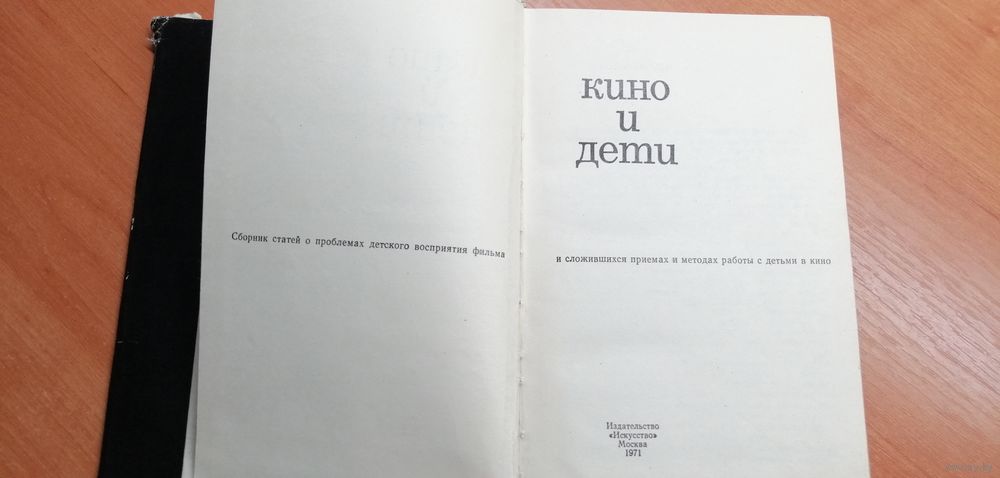 кино
и
дети
Сборник статей о проблемах детского восприятия фильма
и сложившихся приемах и методах работы с детьми в кино
Издательство
«Искусство»
Москва
1971